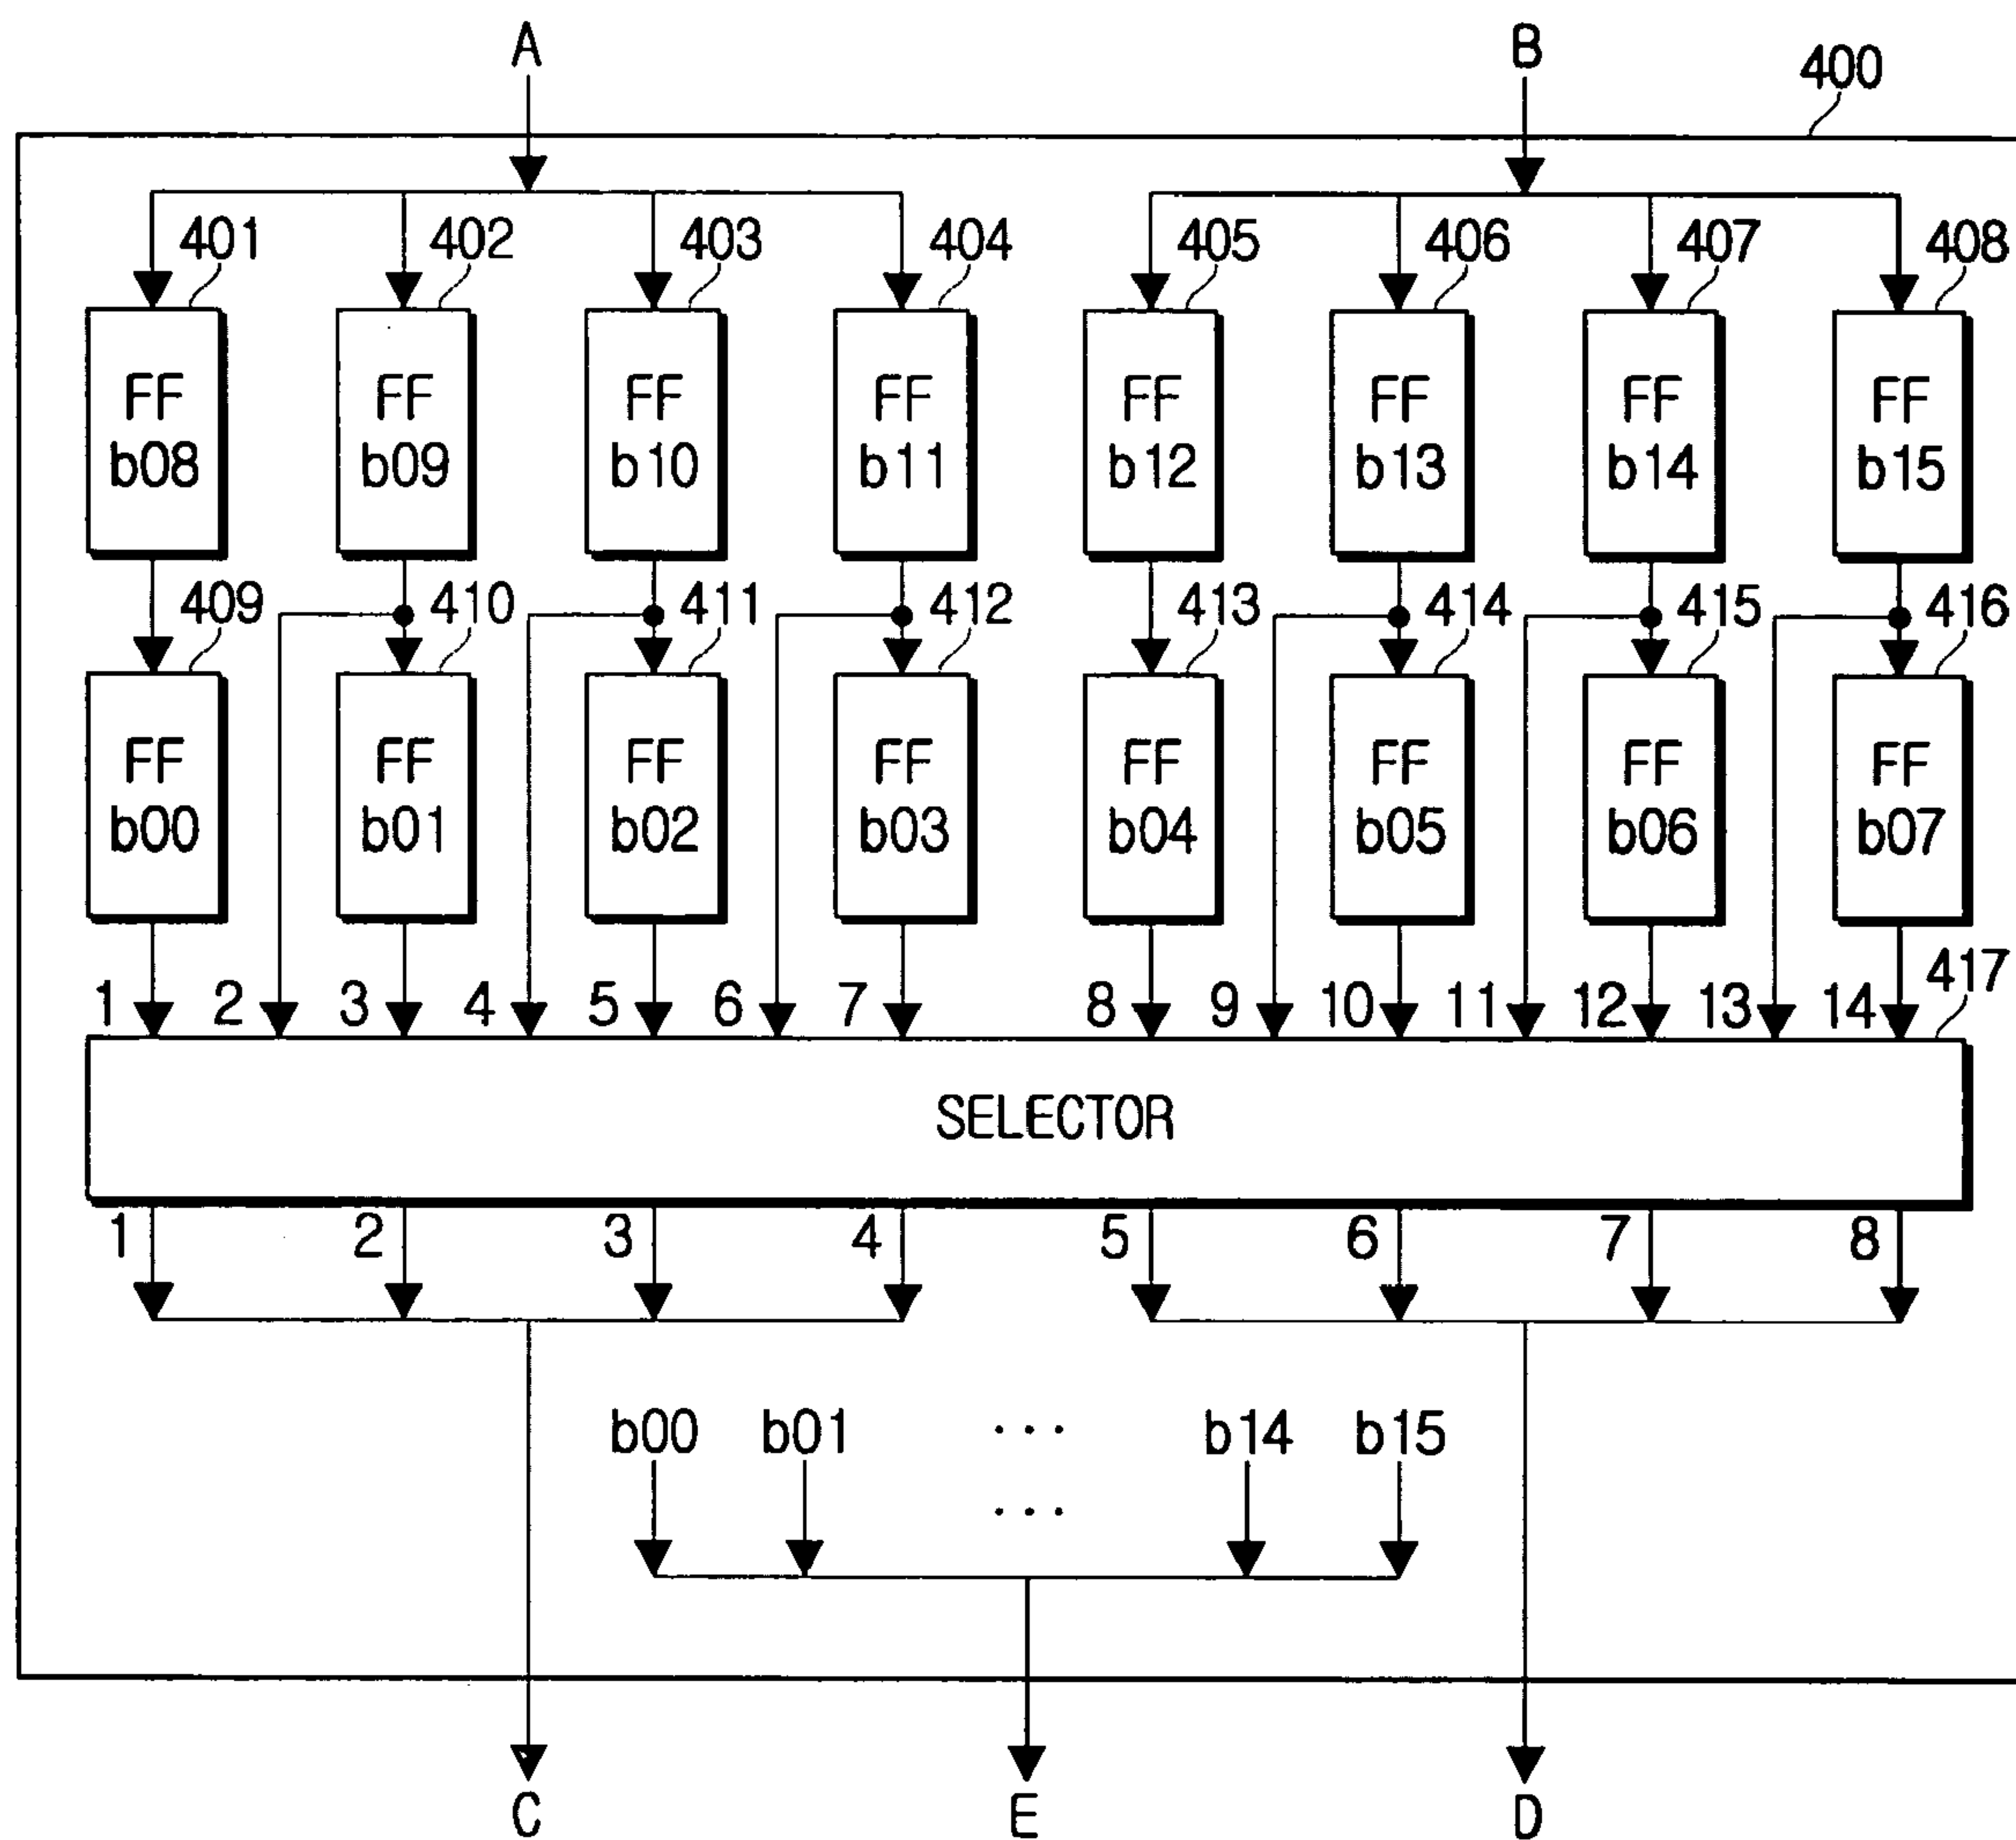 A B 400
401 402 403 404 405 406 407 408
FF FF FF FF FF FF FF FF
b08 b09 b10 b11 b12 b13 b14 b15
409 410 411 412 413 414 415 416
FF FF FF FF FF FF FF FF
b00 b01 b02 b03 b04 b05 b06 b07
417
1 2 3 4 5 6 7 8 9 10 11 12 13 14
SELECTOR
1 2 3 4 5 6 7 8
b00 b01 ... b14 b15
...
C E D